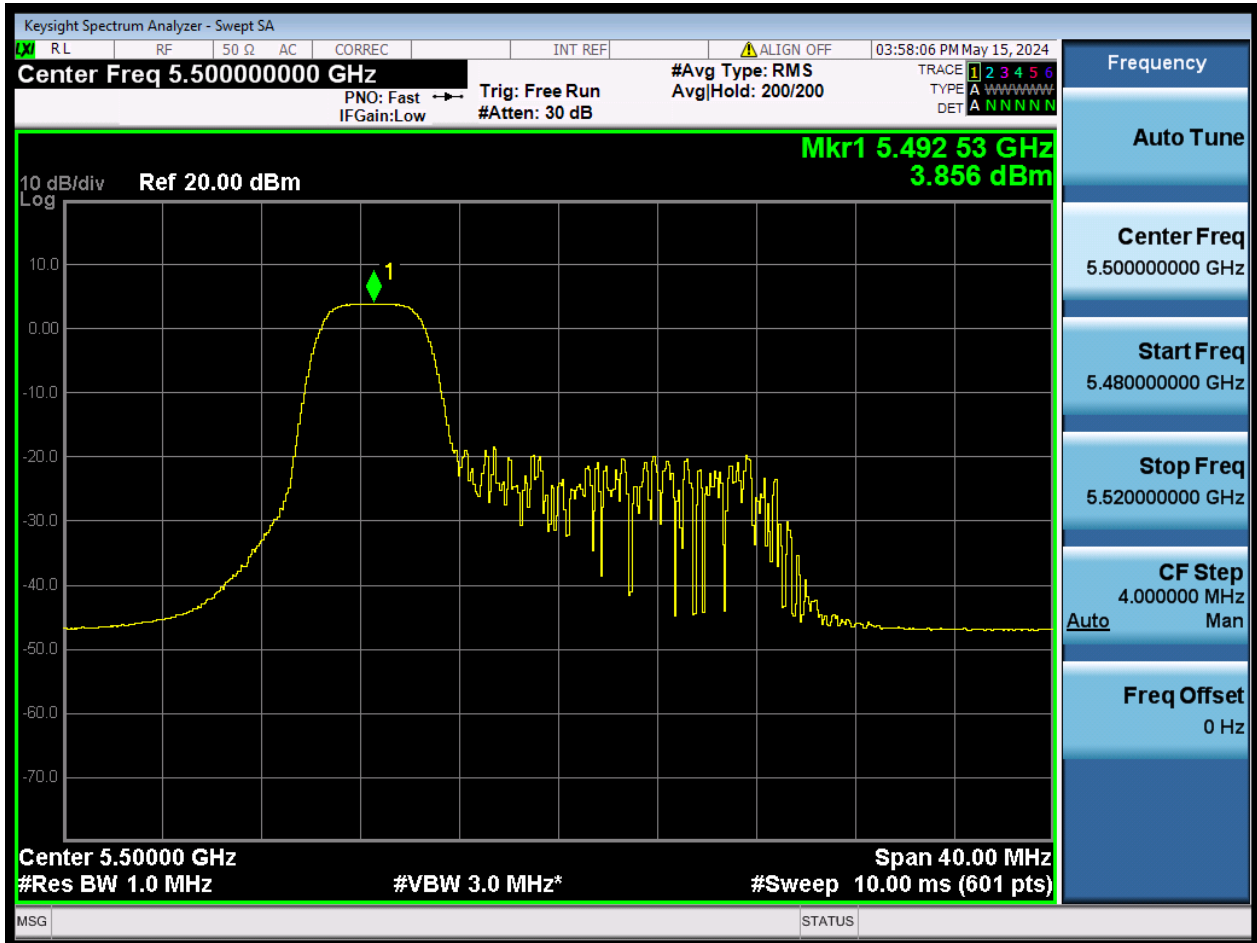 Keysight Spectrum Analyzer - Swept SA
LXI RL RF 50 Ω AC CORREC INT REF ALIGN OFF 03:58:06 PM May 15, 2024
Center Freq 5.500000000 GHz
PNO: Fast
IFGain:Low
Trig: Free Run
#Atten: 30 dB
#Avg Type: RMS
Avg|Hold: 200/200
TRACE 1 2 3 4 5 6
TYPE A WWWWW
DET A N N N N N
Mkr1 5.492 53 GHz
3.856 dBm
10 dB/div Ref 20.00 dBm
Log
1
10.0
0.00
-10.0
-20.0
-30.0
-40.0
-50.0
-60.0
-70.0
Center 5.50000 GHz Span 40.00 MHz
#Res BW 1.0 MHz #VBW 3.0 MHz* #Sweep 10.00 ms (601 pts)
MSG STATUS
Frequency
Auto Tune
Center Freq
5.500000000 GHz
Start Freq
5.480000000 GHz
Stop Freq
5.520000000 GHz
CF Step
4.000000 MHz
Auto Man
Freq Offset
0 Hz